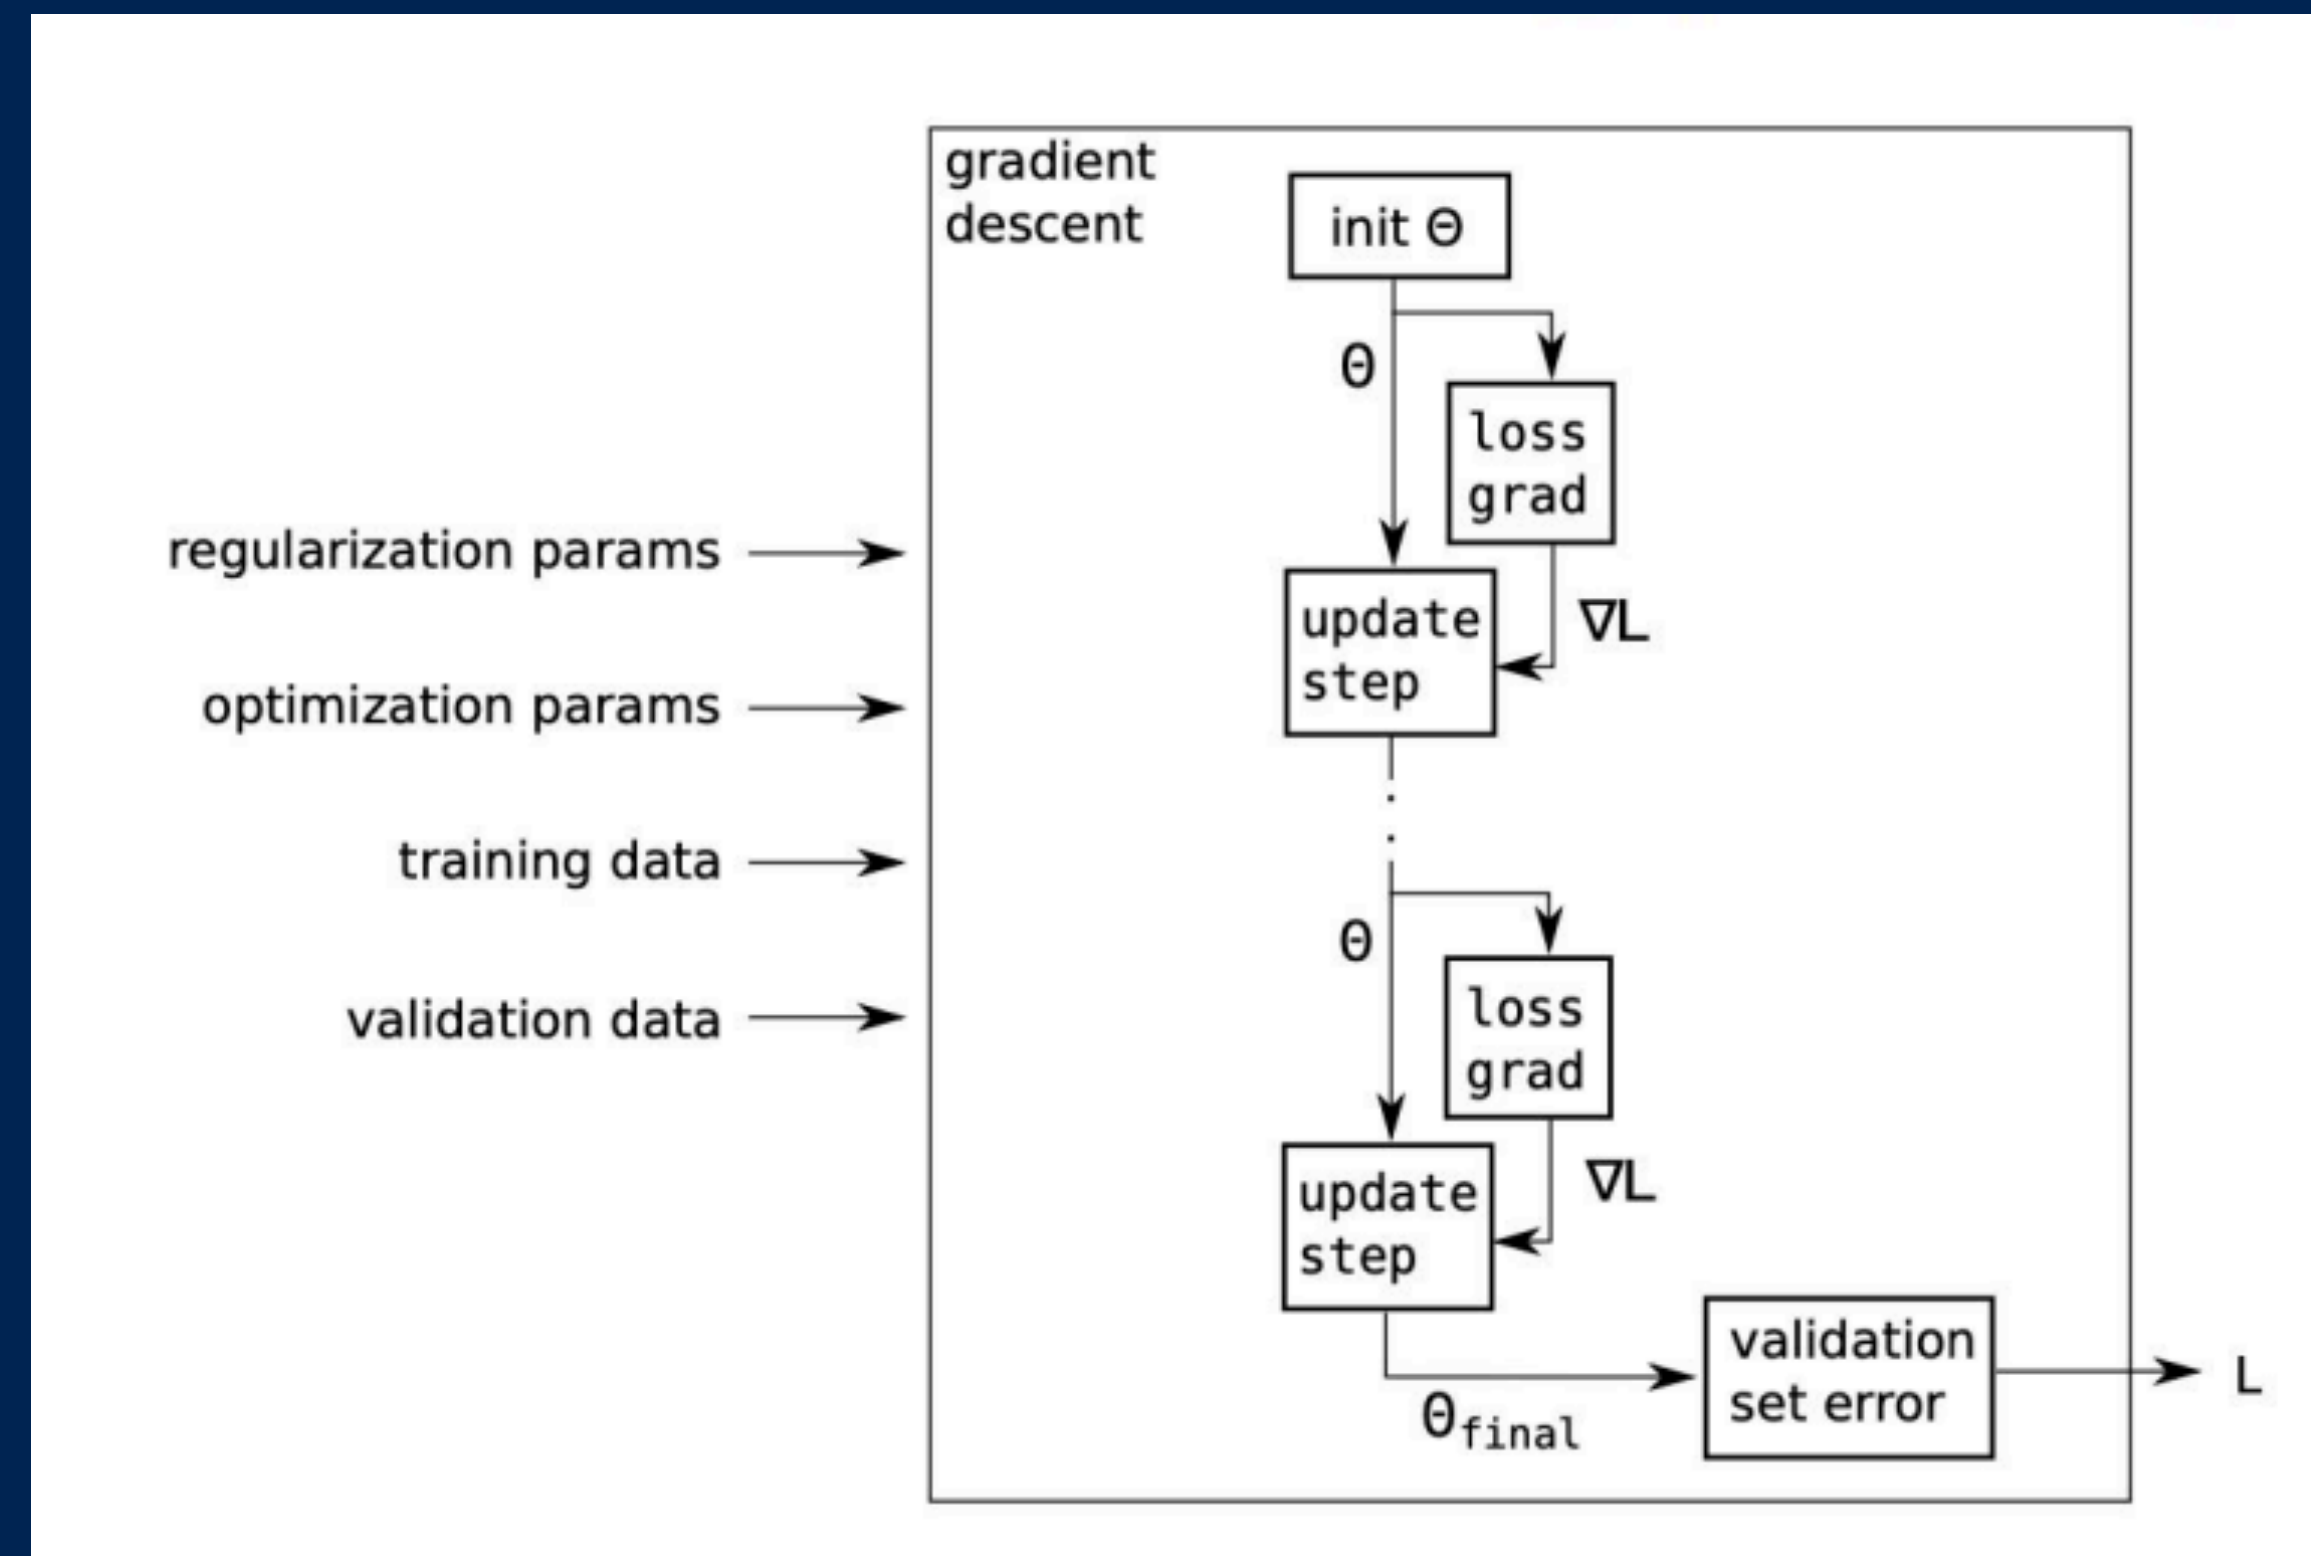 gradient
descent
init Θ
θ
loss
grad
∇L
update
step
regularization params
optimization params
training data
validation data
θ
loss
grad
∇L
update
step
θfinal
validation
set error
L